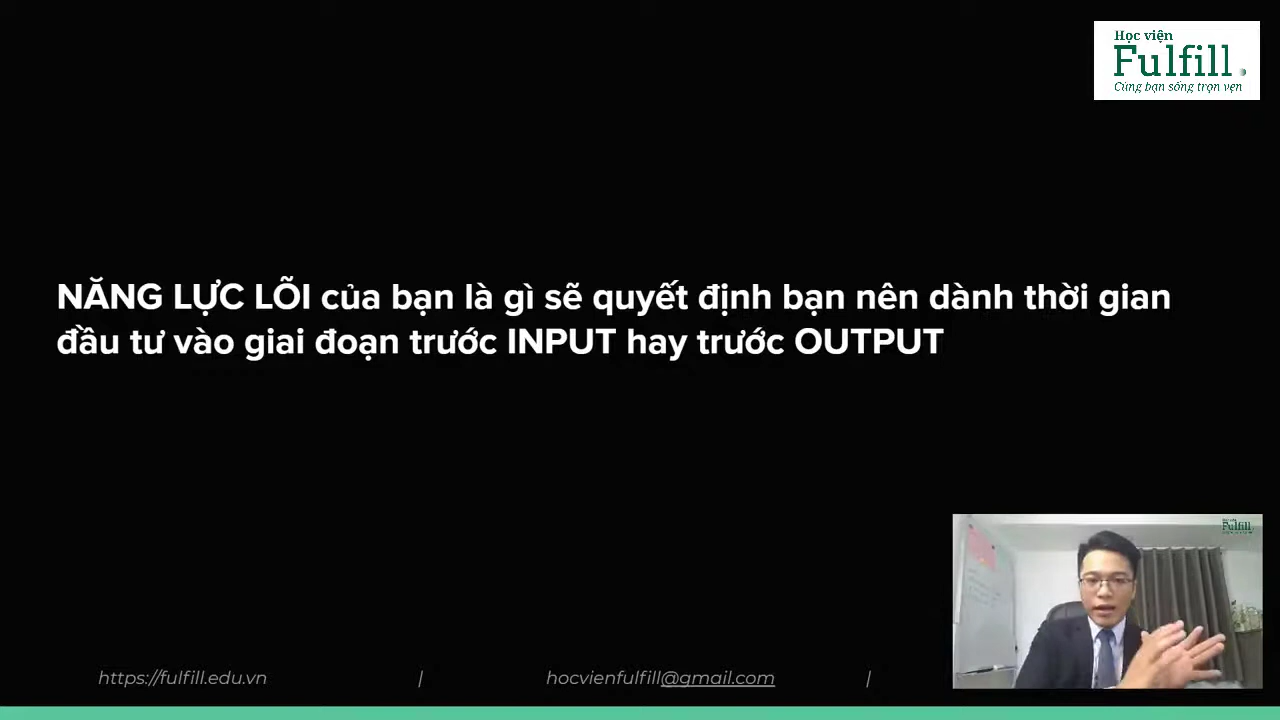 Học viện
Fulfill.
Cùng bạn sống trọn vẹn
NĂNG LỰC LÕI của bạn là gì sẽ quyết định bạn nên dành thời gian
đầu tư vào giai đoạn trước INPUT hay trước OUTPUT
Fulfill
https://fulfill.edu.vn | hocvienfulfill@gmail.com |